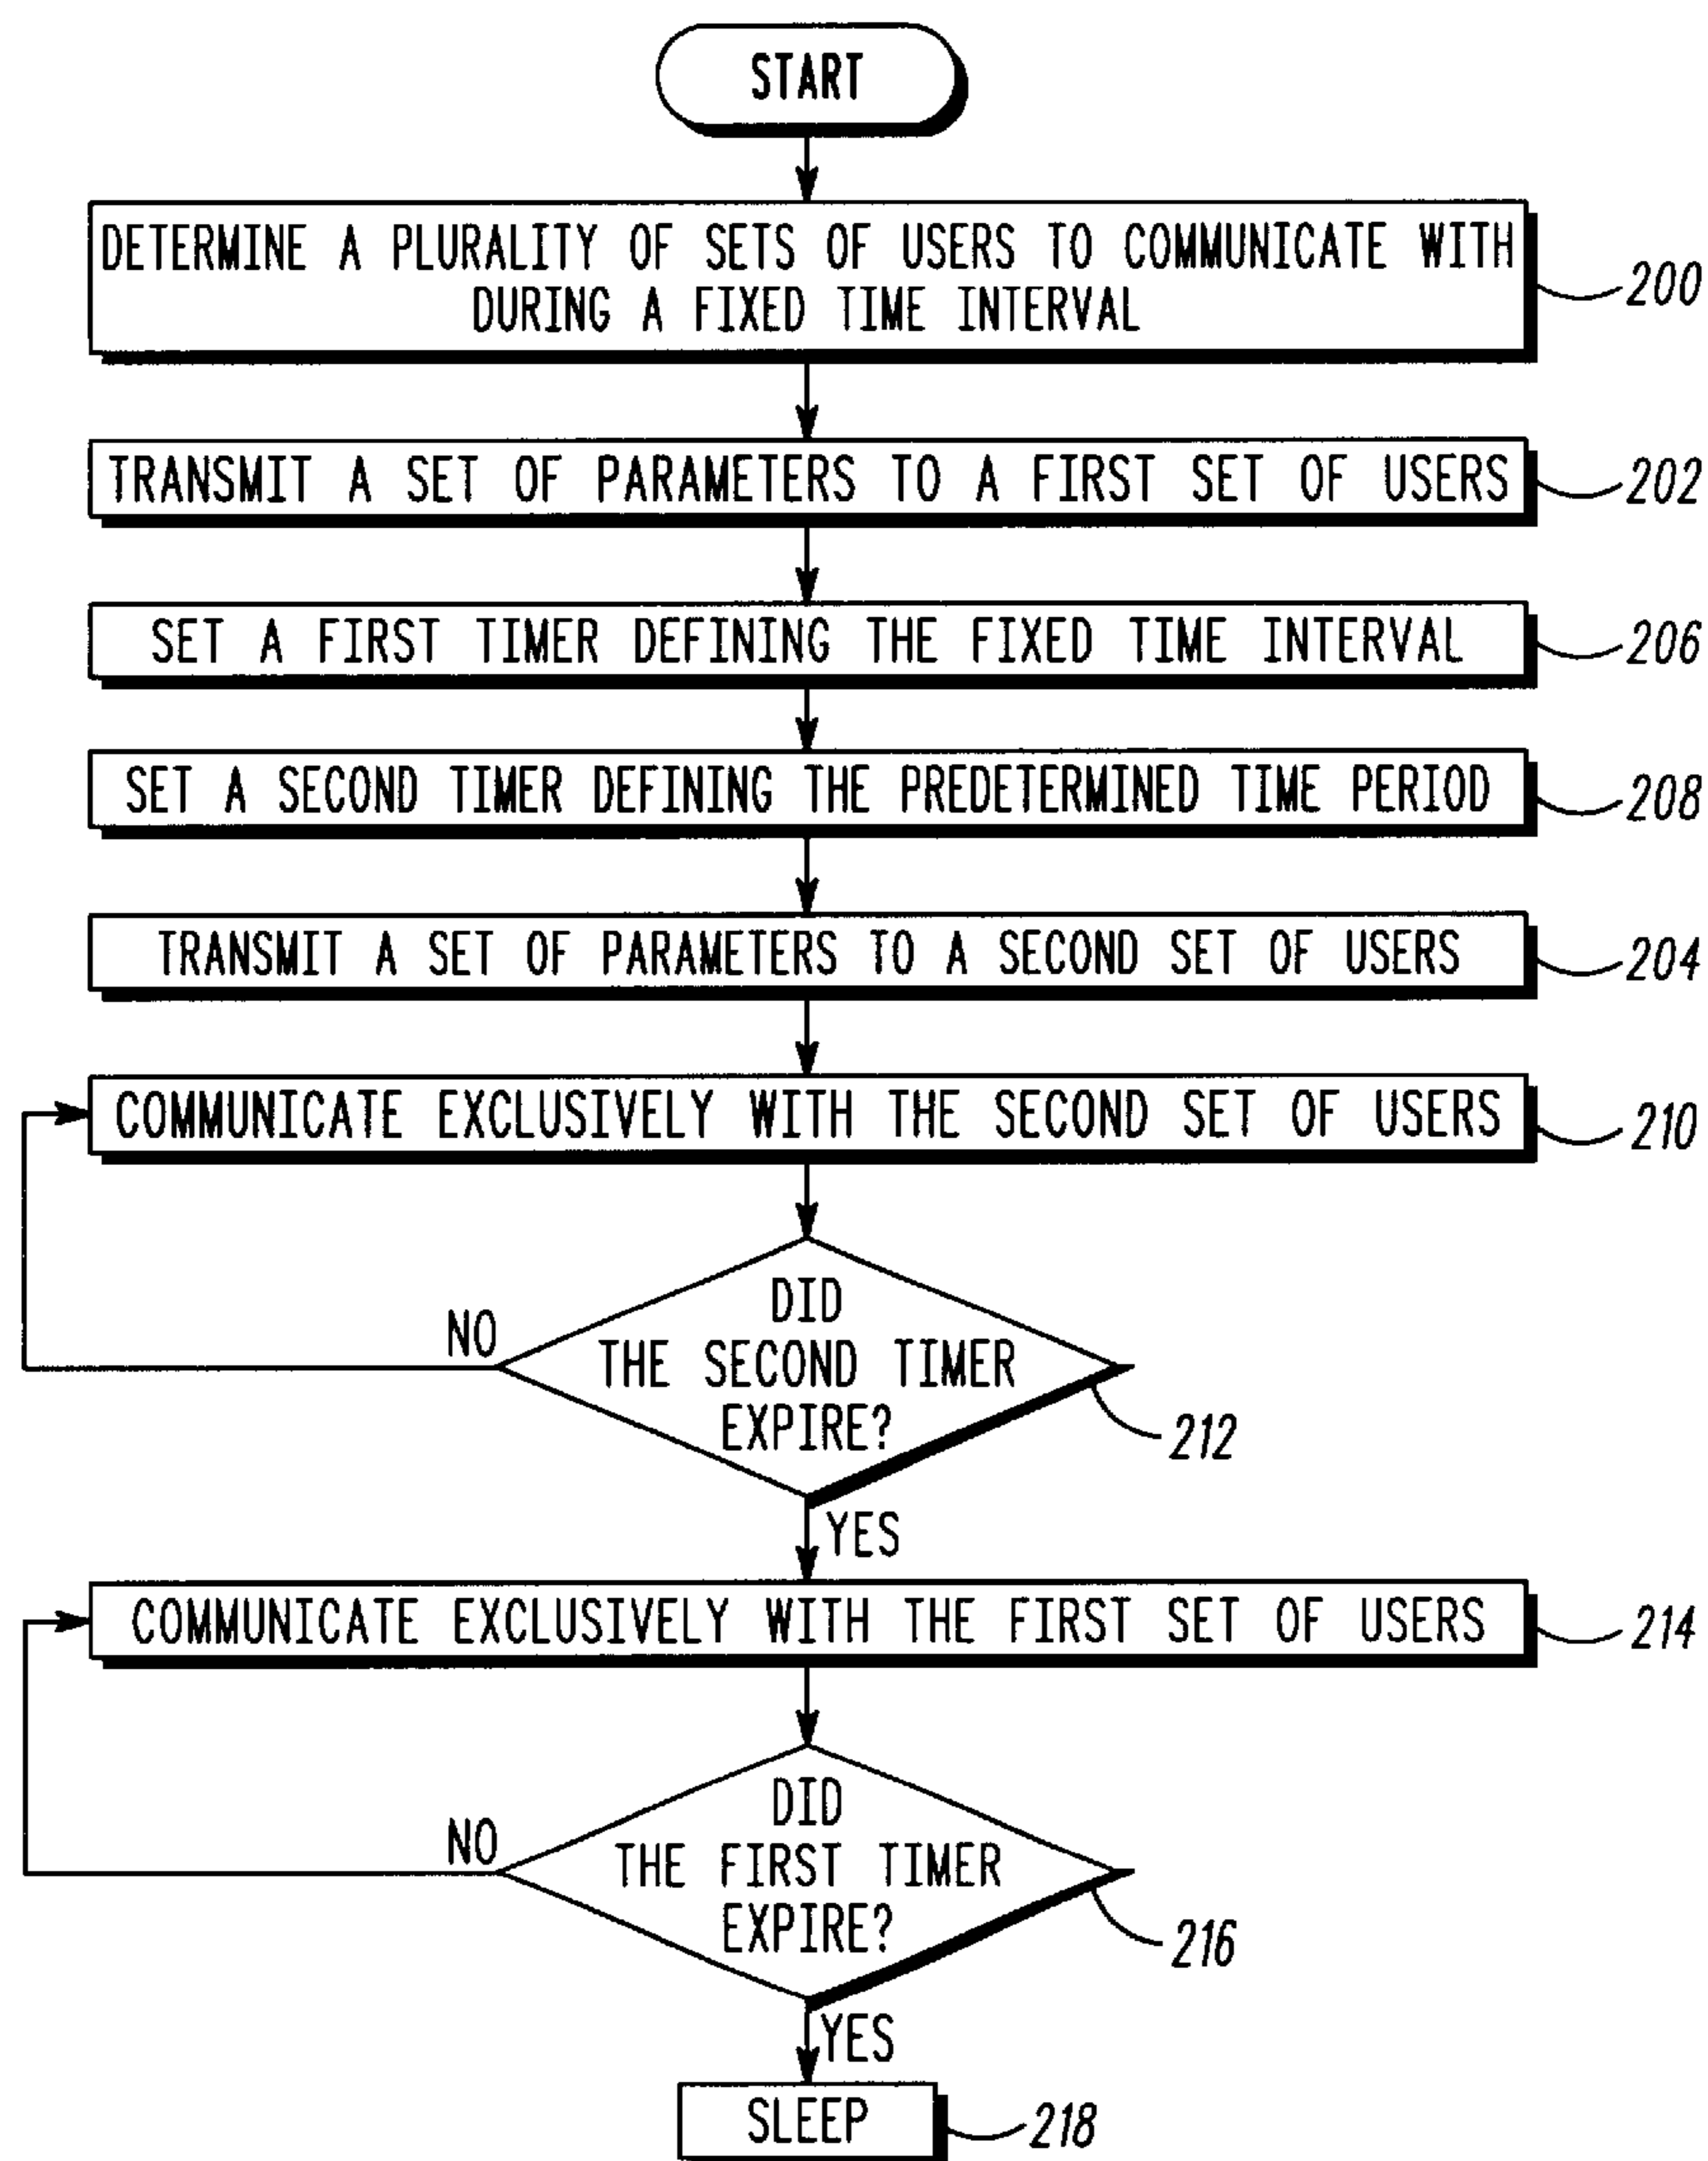 START
DETERMINE A PLURALITY OF SETS OF USERS TO COMMUNICATE WITH
DURING A FIXED TIME INTERVAL
200
TRANSMIT A SET OF PARAMETERS TO A FIRST SET OF USERS
202
SET A FIRST TIMER DEFINING THE FIXED TIME INTERVAL
206
SET A SECOND TIMER DEFINING THE PREDETERMINED TIME PERIOD
208
TRANSMIT A SET OF PARAMETERS TO A SECOND SET OF USERS
204
COMMUNICATE EXCLUSIVELY WITH THE SECOND SET OF USERS
210
DID
THE SECOND TIMER
EXPIRE?
NO
212
YES
COMMUNICATE EXCLUSIVELY WITH THE FIRST SET OF USERS
214
DID
THE FIRST TIMER
EXPIRE?
NO
216
YES
SLEEP
218